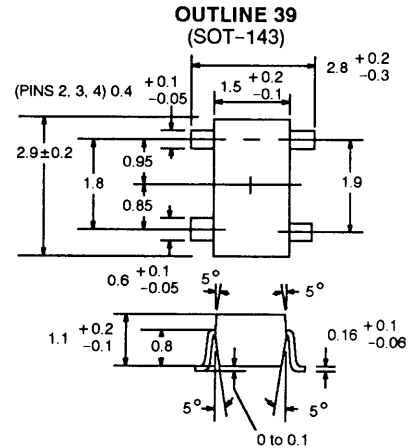 OUTLINE 39
(SOT-143)
2.8 +0.2 -0.3
1.5 +0.2 -0.1
(PINS 2, 3, 4) 0.4 +0.1 -0.05
2.9±0.2
0.95
1.8
0.85
1.9
0.6 +0.1 -0.05
5°
5°
1.1 +0.2 -0.1
0.8
0.16 +0.1 -0.06
5°
5°
0 to 0.1